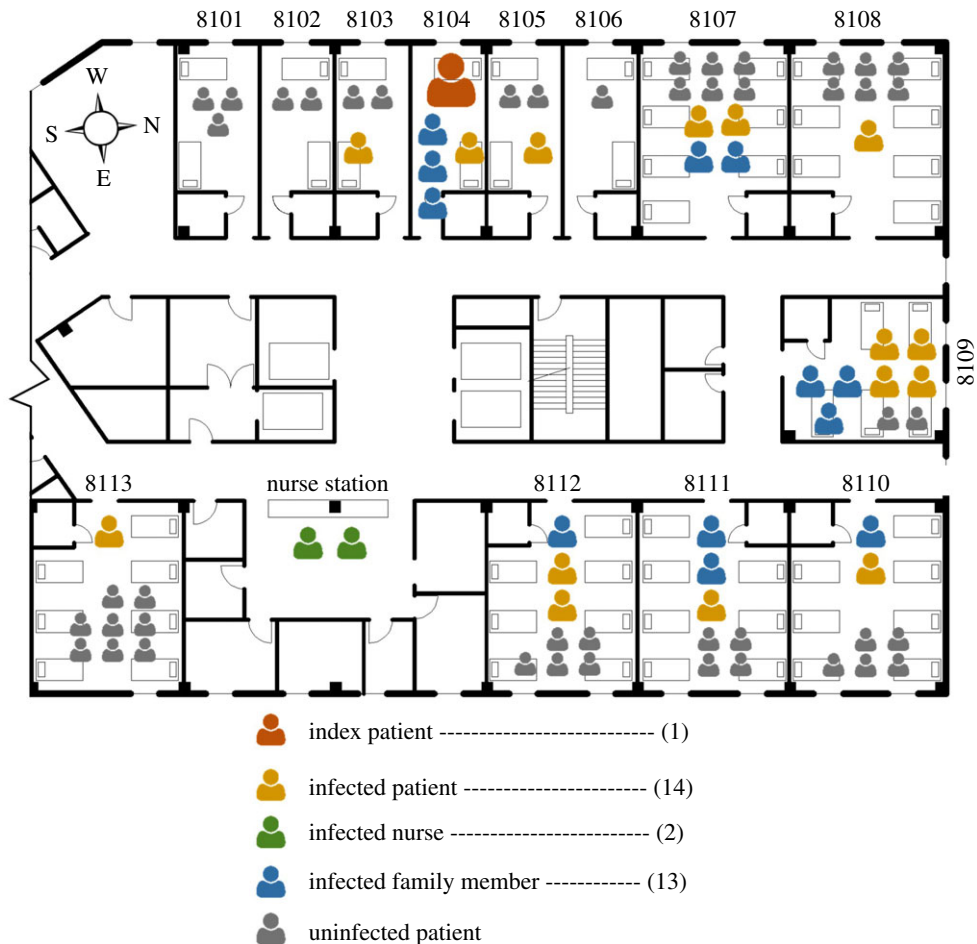 8101 8102 8103 8104 8105 8106 8107 8108
W
S N
E
8109
8113 nurse station 8112 8111 8110
index patient --------------------------- (1)
infected patient ----------------------- (14)
infected nurse ------------------------- (2)
infected family member ------------ (13)
uninfected patient